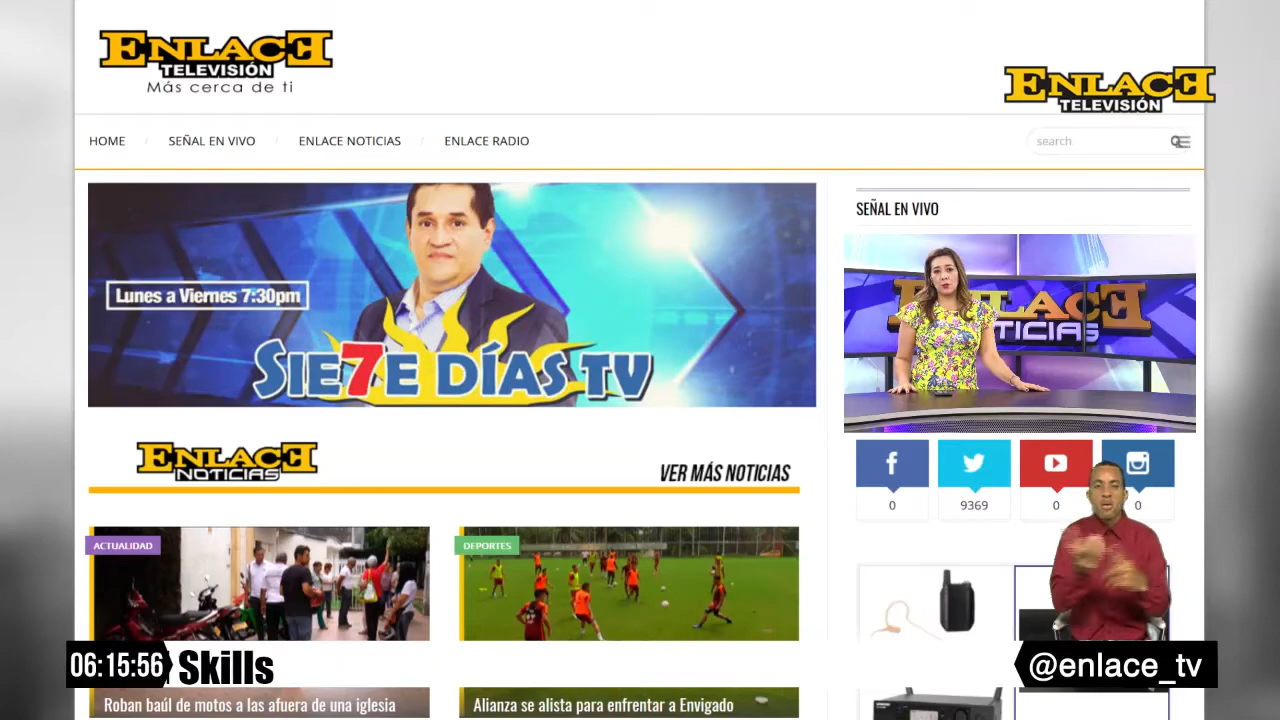 ENLACE
TELEVISIÓN
Más cerca de ti
ENLACE
TELEVISIÓN
HOME / SEÑAL EN VIVO / ENLACE NOTICIAS / ENLACE RADIO
search
Lunes a Viernes 7:30pm
SIE7E DÍAS TV
SEÑAL EN VIVO
ENLACE
TICIAS
ENLACE
NOTICIAS
VER MÁS NOTICIAS
0
9369
0
0
ACTUALIDAD
DEPORTES
06:15:56
Skills
@enlace_tv
Roban baúl de motos a las afuera de una iglesia
Alianza se alista para enfrentar a Envigado